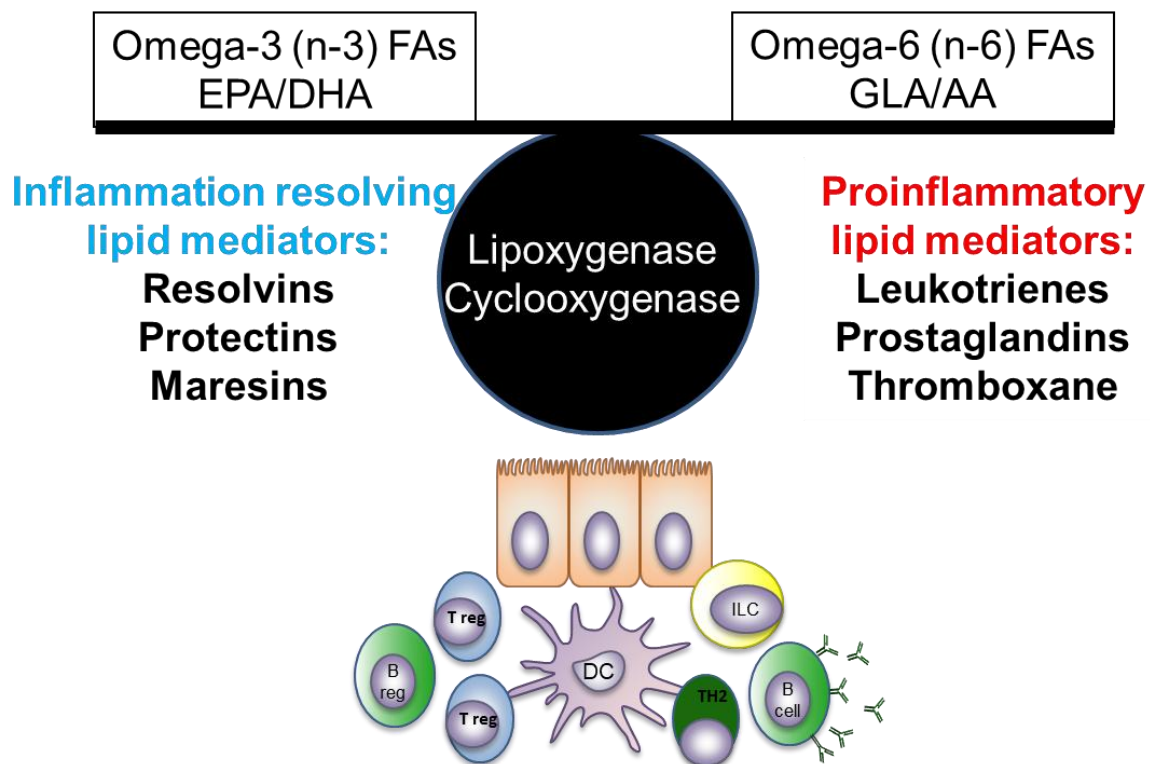 Omega-3 (n-3) FAs
EPA/DHA
Omega-6 (n-6) FAs
GLA/AA
Inflammation resolving
lipid mediators:
Resolvins
Protectins
Maresins
Lipoxygenase
Cyclooxygenase
Proinflammatory
lipid mediators:
Leukotrienes
Prostaglandins
Thromboxane
T reg
ILC
B
reg
DC
T reg
TH2
B
cell